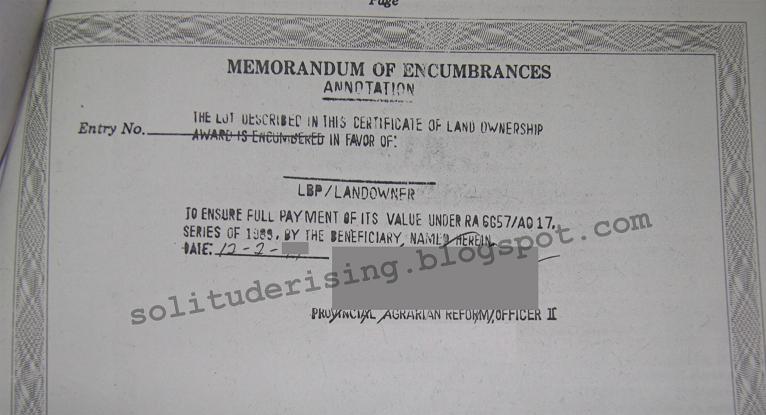 Page
MEMORANDUM OF ENCUMBRANCES
ANNOTATION
THE LOT DESCRIBED IN THIS CERTIFICATE OF LAND OWNERSHIP
Entry No. AWARD IS ENCUMBERED IN FAVOR OF:
LBP/LANDOWNER
TO ENSURE FULL PAYMENT OF ITS VALUE UNDER RA 6657/AO 17,
SERIES OF 1989, BY THE BENEFICIARY, NAMED HEREIN.
DATE: 12-2-
solituderising.blogspot.com
PROVINCIAL AGRARIAN REFORM OFFICER II